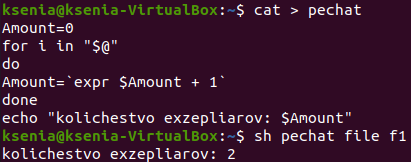 ksenia@ksenia-VirtualBox:~$ cat > pechat
Amount=0
for i in "$@"
do
Amount=`expr $Amount + 1`
done
echo "kolichestvo exzepliarov: $Amount"
ksenia@ksenia-VirtualBox:~$ sh pechat file f1
kolichestvo exzepliarov: 2